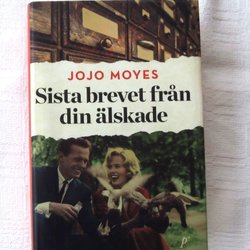 JOJO MOYES
Sista brevet från
din älskade